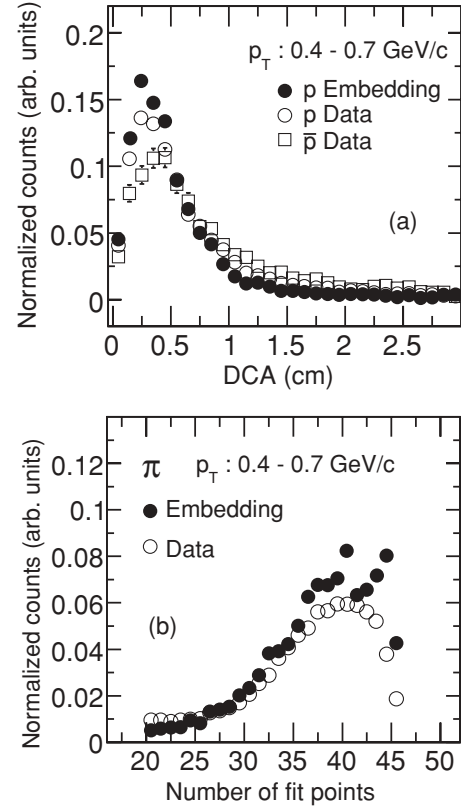 Normalized counts (arb. units)
0.2
0.15
0.1
0.05
0
p_T : 0.4 - 0.7 GeV/c
p Embedding
p Data
p̅ Data
(a)
0 0.5 1 1.5 2 2.5
DCA (cm)
Normalized counts (arb. units)
0.12
0.1
0.08
0.06
0.04
0.02
0
π p_T : 0.4 - 0.7 GeV/c
Embedding
Data
(b)
20 25 30 35 40 45 50
Number of fit points